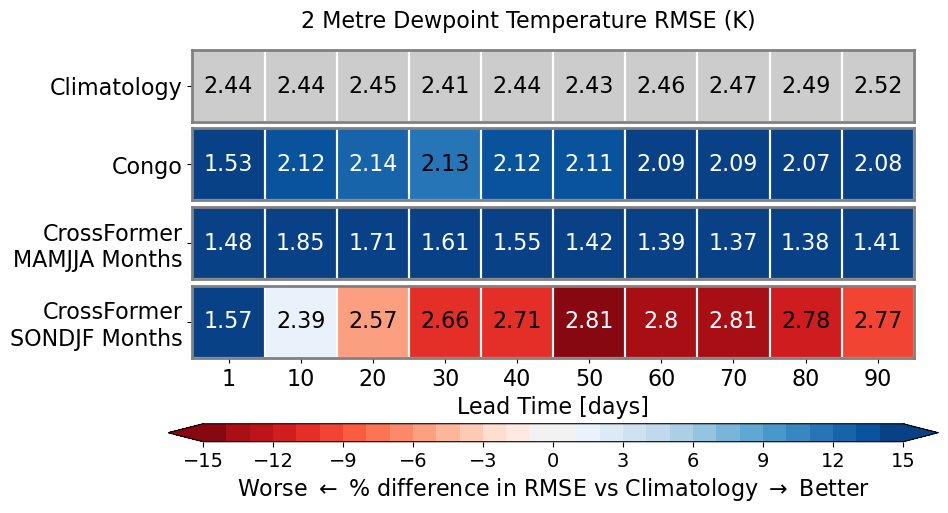 2 Metre Dewpoint Temperature RMSE (K)
Climatology 2.44 2.44 2.45 2.41 2.44 2.43 2.46 2.47 2.49 2.52
Congo 1.53 2.12 2.14 2.13 2.12 2.11 2.09 2.09 2.07 2.08
CrossFormer
MAMJJA Months 1.48 1.85 1.71 1.61 1.55 1.42 1.39 1.37 1.38 1.41
CrossFormer
SONDJF Months 1.57 2.39 2.57 2.66 2.71 2.81 2.8 2.81 2.78 2.77
1 10 20 30 40 50 60 70 80 90
Lead Time [days]
−15 −12 −9 −6 −3 0 3 6 9 12 15
Worse ← % difference in RMSE vs Climatology → Better